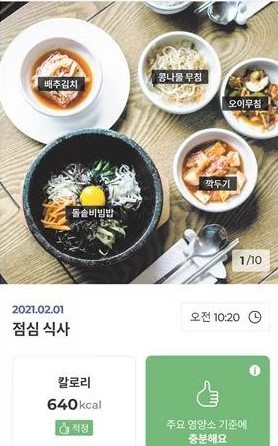 배추김치
콩나물 무침
오이무침
깍두기
돌솥비빔밥
1/10
2021.02.01
점심 식사
오전 10:20
칼로리
640kcal
적정
주요 영양소 기준에
충분해요